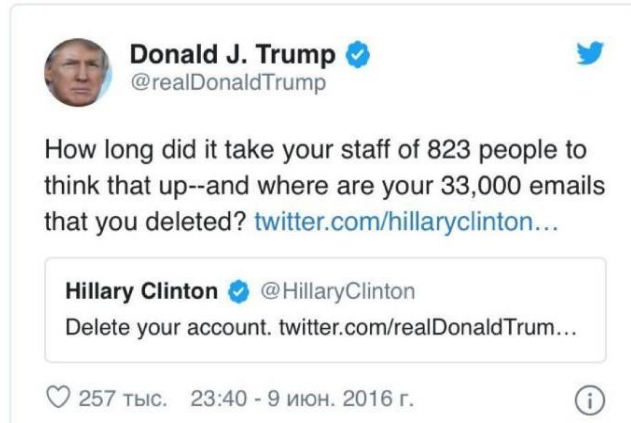 Donald J. Trump
@realDonaldTrump
How long did it take your staff of 823 people to
think that up--and where are your 33,000 emails
that you deleted? twitter.com/hillaryclinton…
Hillary Clinton @HillaryClinton
Delete your account. twitter.com/realDonaldTrum…
257 тыс. 23:40 - 9 июн. 2016 г.